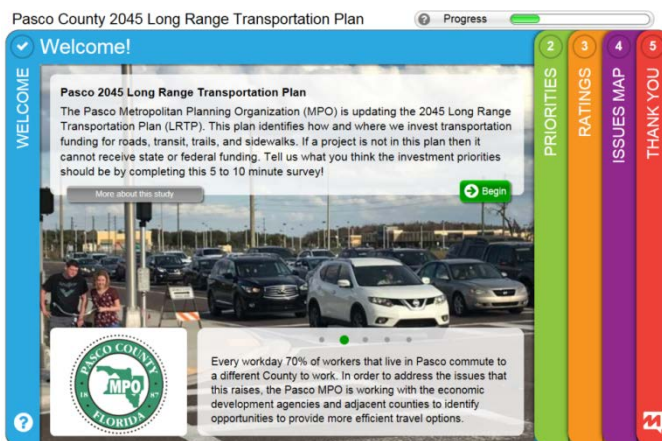 Pasco County 2045 Long Range Transportation Plan
Progress
Welcome!
WELCOME
Pasco 2045 Long Range Transportation Plan
The Pasco Metropolitan Planning Organization (MPO) is updating the 2045 Long Range
Transportation Plan (LRTP). This plan identifies how and where we invest transportation
funding for roads, transit, trails, and sidewalks. If a project is not in this plan then it
cannot receive state or federal funding. Tell us what you think the investment priorities
should be by completing this 5 to 10 minute survey!
More about this study
Begin
PASCO COUNTY
MPO
18 87
FLORIDA
Every workday 70% of workers that live in Pasco commute to
a different County to work. In order to address the issues that
this raises, the Pasco MPO is working with the economic
development agencies and adjacent counties to identify
opportunities to provide more efficient travel options.
2
PRIORITIES
3
RATINGS
4
ISSUES MAP
5
THANK YOU